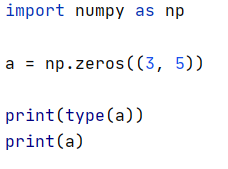 import numpy as np
a = np.zeros((3, 5))
print(type(a))
print(a)